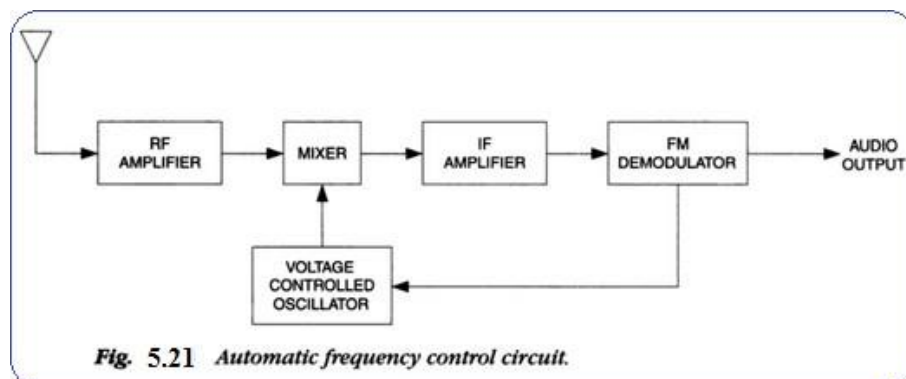 RF
AMPLIFIER
MIXER
IF
AMPLIFIER
FM
DEMODULATOR
AUDIO
OUTPUT
VOLTAGE
CONTROLLED
OSCILLATOR
Fig. 5.21 Automatic frequency control circuit.